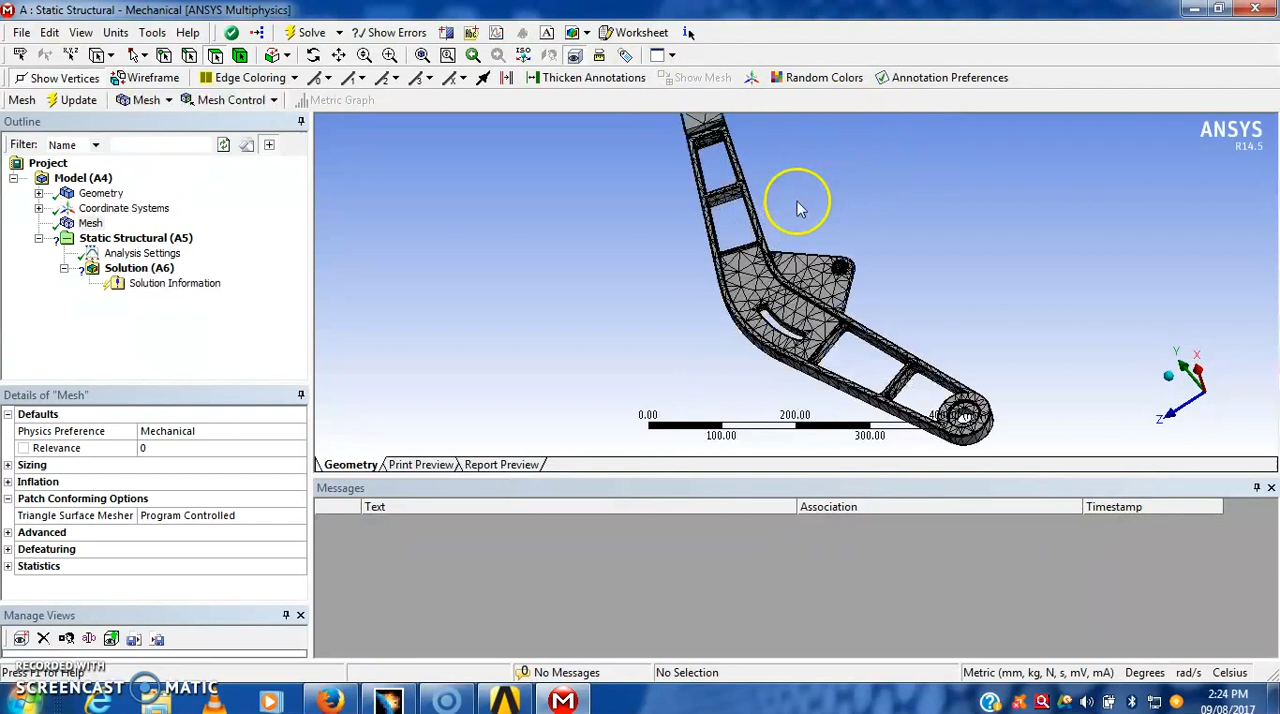 A : Static Structural - Mechanical [ANSYS Multiphysics]
File Edit View Units Tools Help Solve ?/ Show Errors Worksheet
Show Vertices Wireframe Edge Coloring Thicken Annotations Show Mesh Random Colors Annotation Preferences
Mesh Update Mesh Mesh Control Metric Graph
Outline
Filter: Name
Project
Model (A4)
Geometry
Coordinate Systems
Mesh
Static Structural (A5)
Analysis Settings
Solution (A6)
Solution Information
ANSYS
R14.5
Y
X
Z
0.00 200.00
100.00 300.00
Geometry Print Preview Report Preview
Details of "Mesh"
Defaults
Physics Preference Mechanical
Relevance 0
Sizing
Inflation
Patch Conforming Options
Triangle Surface Mesher Program Controlled
Advanced
Defeaturing
Statistics
Messages
Text Association Timestamp
Manage Views
Press F1 for Help
0 No Messages No Selection Metric (mm, kg, N, s, mV, mA) Degrees rad/s Celsius
RECORDED WITH
SCREENCAST MATIC
2:24 PM
09/08/2017